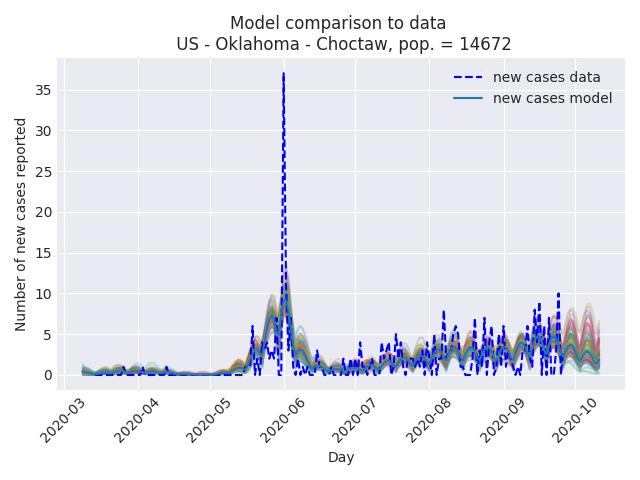 Model comparison to data
US - Oklahoma - Choctaw, pop. = 14672
new cases data
new cases model
Number of new cases reported
35
30
25
20
15
10
5
0
2020-03
2020-04
2020-05
2020-06
2020-07
2020-08
2020-09
2020-10
Day